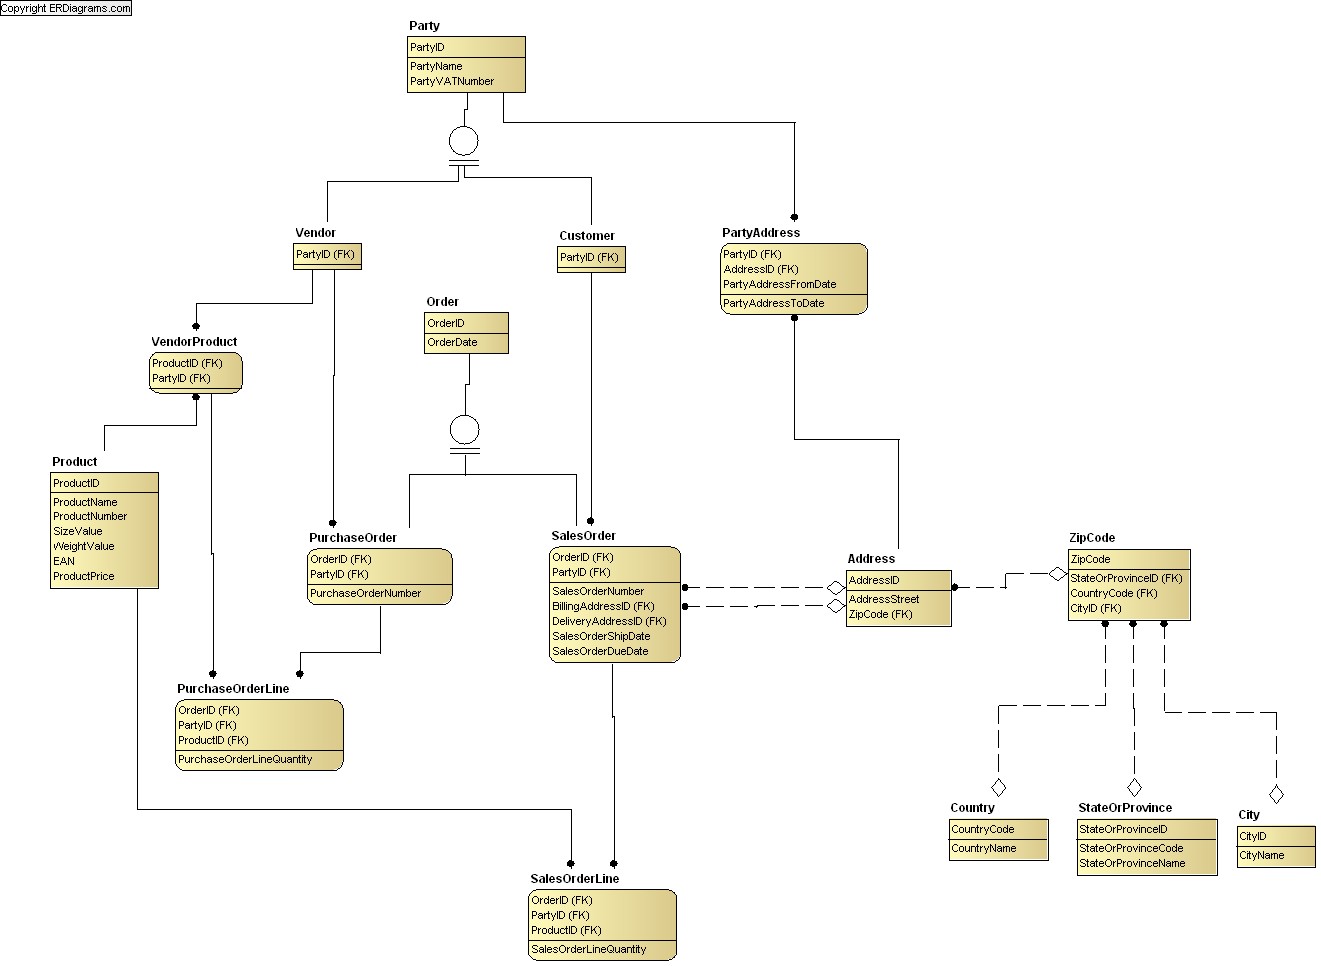 Copyright ERDiagrams.com
Party
PartyID
PartyName
PartyVATNumber
Vendor
PartyID (FK)
Customer
PartyID (FK)
PartyAddress
PartyID (FK)
AddressID (FK)
PartyAddressFromDate
PartyAddressToDate
Order
OrderID
OrderDate
VendorProduct
ProductID (FK)
PartyID (FK)
Product
ProductID
ProductName
ProductNumber
SizeValue
WeightValue
EAN
ProductPrice
PurchaseOrder
OrderID (FK)
PartyID (FK)
PurchaseOrderNumber
SalesOrder
OrderID (FK)
PartyID (FK)
SalesOrderNumber
BillingAddressID (FK)
DeliveryAddressID (FK)
SalesOrderShipDate
SalesOrderDueDate
Address
AddressID
AddressStreet
ZipCode (FK)
ZipCode
ZipCode
StateOrProvinceID (FK)
CountryCode (FK)
CityID (FK)
PurchaseOrderLine
OrderID (FK)
PartyID (FK)
ProductID (FK)
PurchaseOrderLineQuantity
Country
CountryCode
CountryName
StateOrProvince
StateOrProvinceID
StateOrProvinceCode
StateOrProvinceName
City
CityID
CityName
SalesOrderLine
OrderID (FK)
PartyID (FK)
ProductID (FK)
SalesOrderLineQuantity